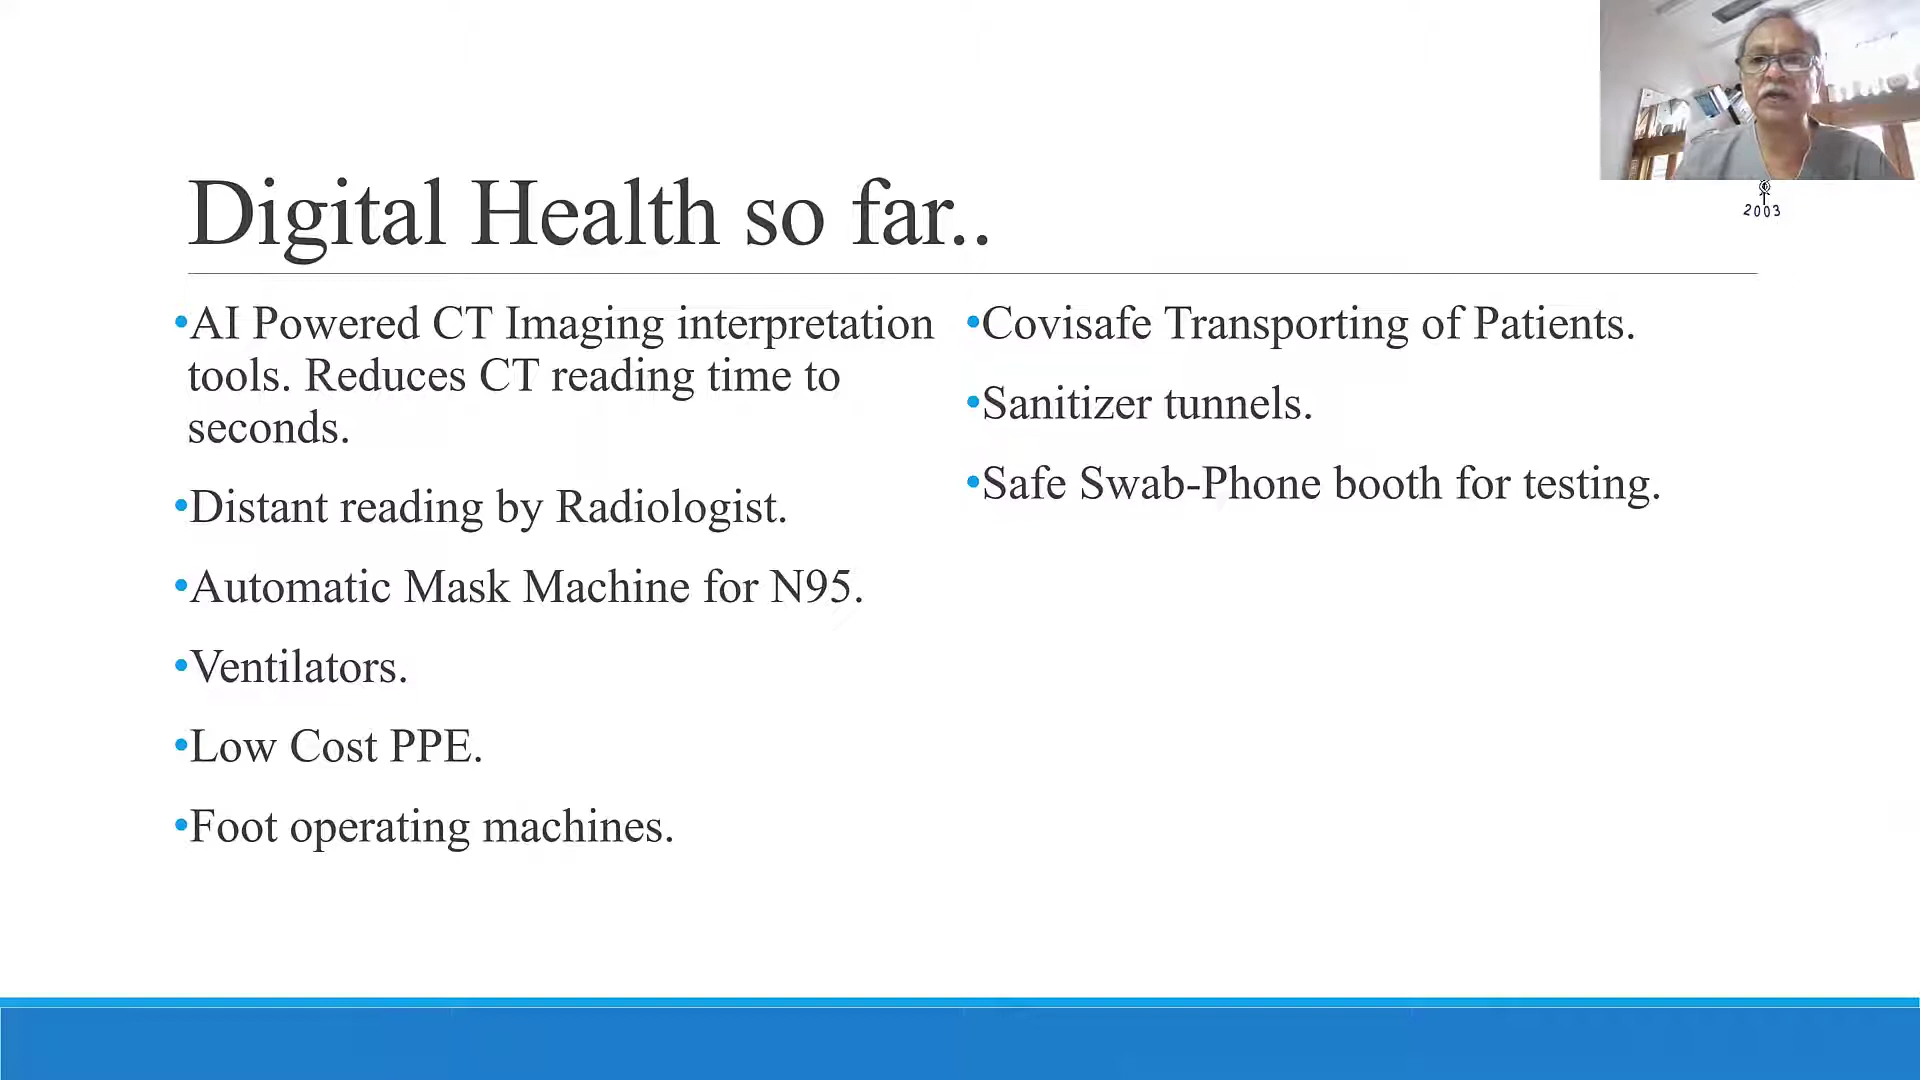 Digital Health so far..
2003
•AI Powered CT Imaging interpretation
tools. Reduces CT reading time to
seconds.
•Distant reading by Radiologist.
•Automatic Mask Machine for N95.
•Ventilators.
•Low Cost PPE.
•Foot operating machines.
•Covisafe Transporting of Patients.
•Sanitizer tunnels.
•Safe Swab-Phone booth for testing.